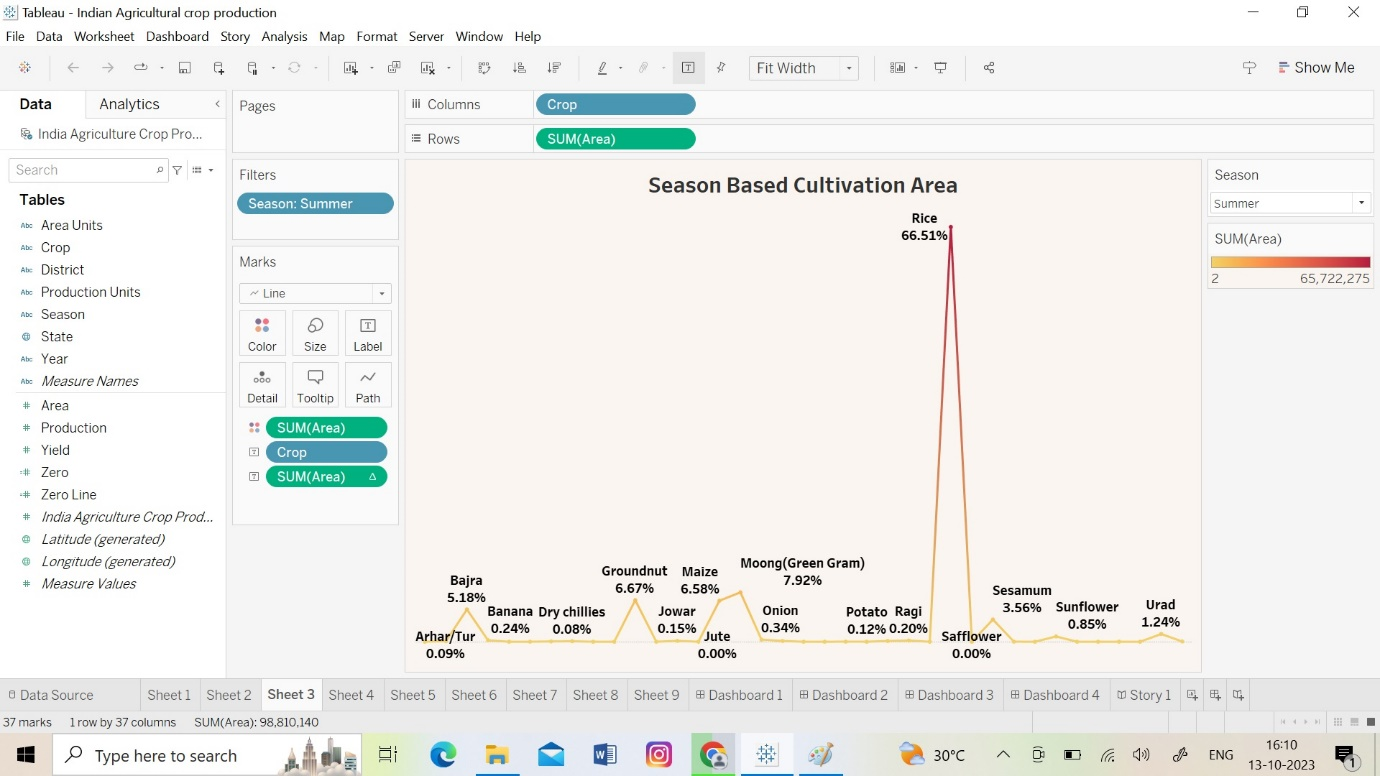 Tableau - Indian Agricultural crop production
File Data Worksheet Dashboard Story Analysis Map Format Server Window Help
Fit Width
Show Me
Data Analytics
India Agriculture Crop Pro...
Search
Tables
Abc Area Units
Abc Crop
Abc District
Abc Production Units
Abc Season
State
Abc Year
Abc Measure Names
# Area
# Production
# Yield
=# Zero
=# Zero Line
# India Agriculture Crop Prod...
Latitude (generated)
Longitude (generated)
# Measure Values
Pages
Filters
Season: Summer
Marks
Line
Color Size Label
Detail Tooltip Path
SUM(Area)
Crop
SUM(Area) Δ
Columns Crop
Rows SUM(Area)
Season Based Cultivation Area
Rice
66.51%
Bajra
5.18%
Groundnut
6.67%
Maize
6.58%
Moong(Green Gram)
7.92%
Banana
0.24%
Dry chillies
0.08%
Jowar
0.15%
Onion
0.34%
Potato
0.12%
Ragi
0.20%
Sesamum
3.56%
Sunflower
0.85%
Urad
1.24%
Arhar/Tur
0.09%
Jute
0.00%
Safflower
0.00%
Season
Summer
SUM(Area)
2 65,722,275
Data Source Sheet 1 Sheet 2 Sheet 3 Sheet 4 Sheet 5 Sheet 6 Sheet 7 Sheet 8 Sheet 9 Dashboard 1 Dashboard 2 Dashboard 3 Dashboard 4 Story 1
37 marks 1 row by 37 columns SUM(Area): 98,810,140
Type here to search
30°C
ENG
16:10
13-10-2023
1